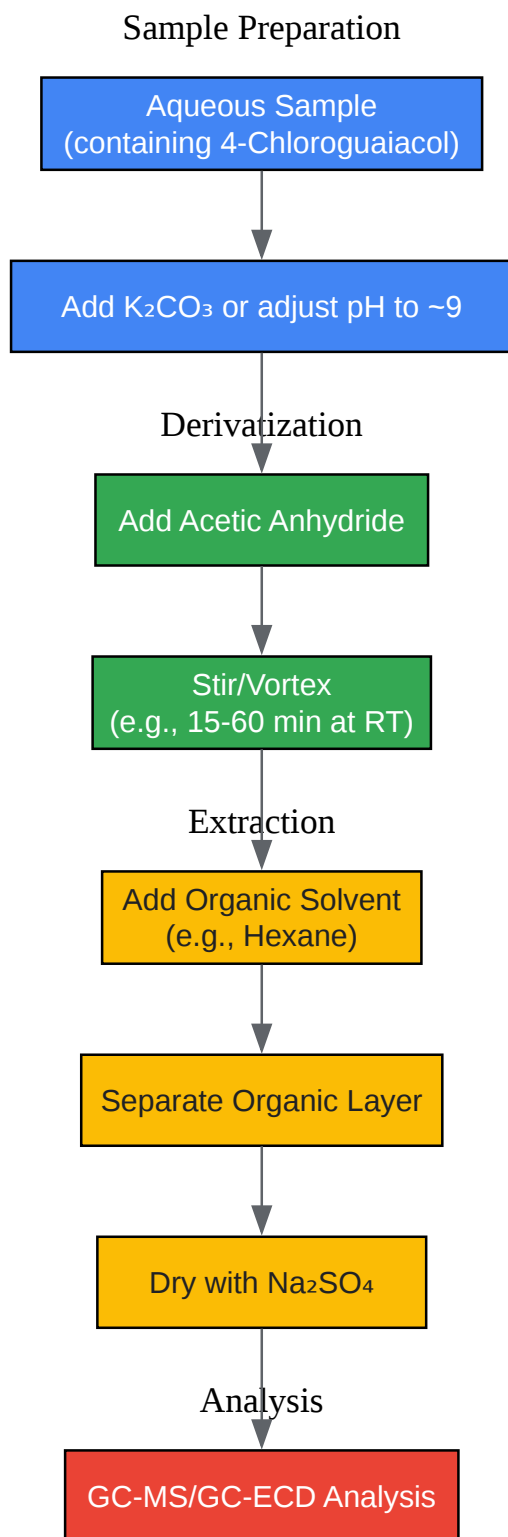 Sample Preparation
Aqueous Sample
(containing 4-Chloroguaiacol)
Add K₂CO₃ or adjust pH to ~9
Derivatization
Add Acetic Anhydride
Stir/Vortex
(e.g., 15-60 min at RT)
Extraction
Add Organic Solvent
(e.g., Hexane)
Separate Organic Layer
Dry with Na₂SO₄
Analysis
GC-MS/GC-ECD Analysis